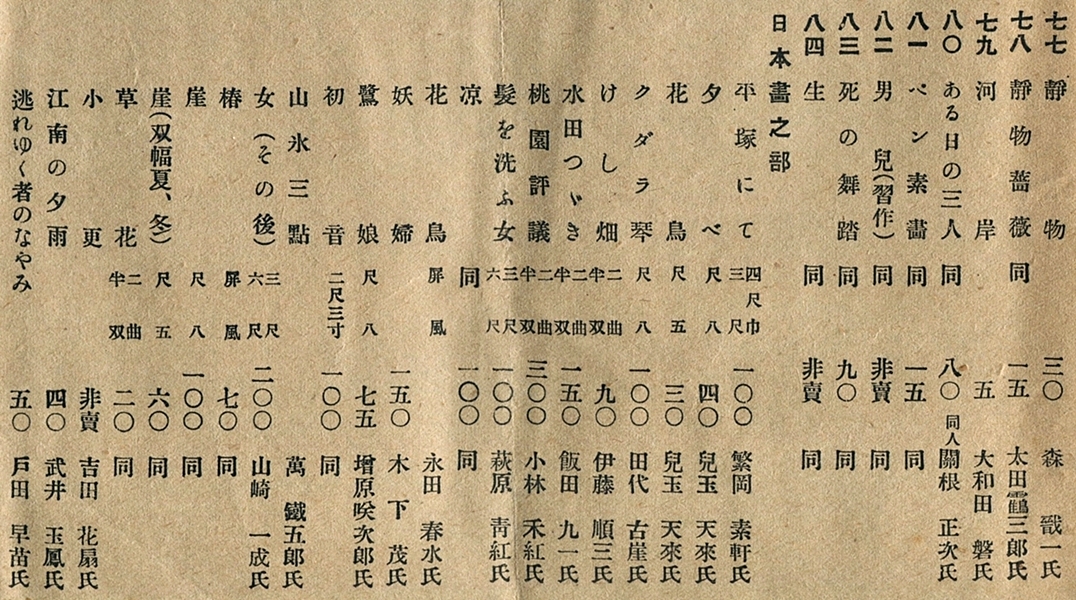 七七 靜物 三〇 森 戩一氏
七八 靜物薔薇 同 一五 太田靍三郎氏
七九 河岸 五 大和田 磐氏
八〇 ある日の三人 同 八〇 同人 關根 正次氏
八一 ペン素畵 同 一五 同
八二 男兒(習作) 同 非賣 同
八三 死の舞踏 同 九〇 同
八四 生 同 非賣 同
日本畵之部
平塚にて 四尺巾三尺 一〇〇 繁岡 素軒氏
夕べ 尺八 四〇 兒玉 天來氏
花鳥 尺五 三〇 兒玉 天來氏
クダラ琴 尺八 一〇〇 田代 古崖氏
けし畑 二曲半双 九〇 伊藤 順三氏
水田つゞき 二曲半双 一五〇 飯田 九一氏
桃園評議 二曲半双 三〇〇 小林 禾紅氏
髮を洗ふ女 三尺六尺 一〇〇 萩原 靑紅氏
凉 同 一〇〇 同
花鳥 屏風 永田 春水氏
妖婦 一五〇 木下 茂氏
鷺娘 尺八 七五 增原咲次郎氏
初音 二尺三寸 一〇〇 同
山水三點 萬 鐵五郎氏
女(その後) 三尺六尺 二〇〇 山崎 一成氏
椿 屏風 七〇 同
崖 尺八 一〇〇 同
崖(双幅夏、冬) 尺五 六〇 同
草花 二曲半双 二〇 同
小更 非賣 吉田 花扇氏
江南の夕雨 四〇 武井 玉鳳氏
逃れゆく者のなやみ 五〇 戶田 早苗氏